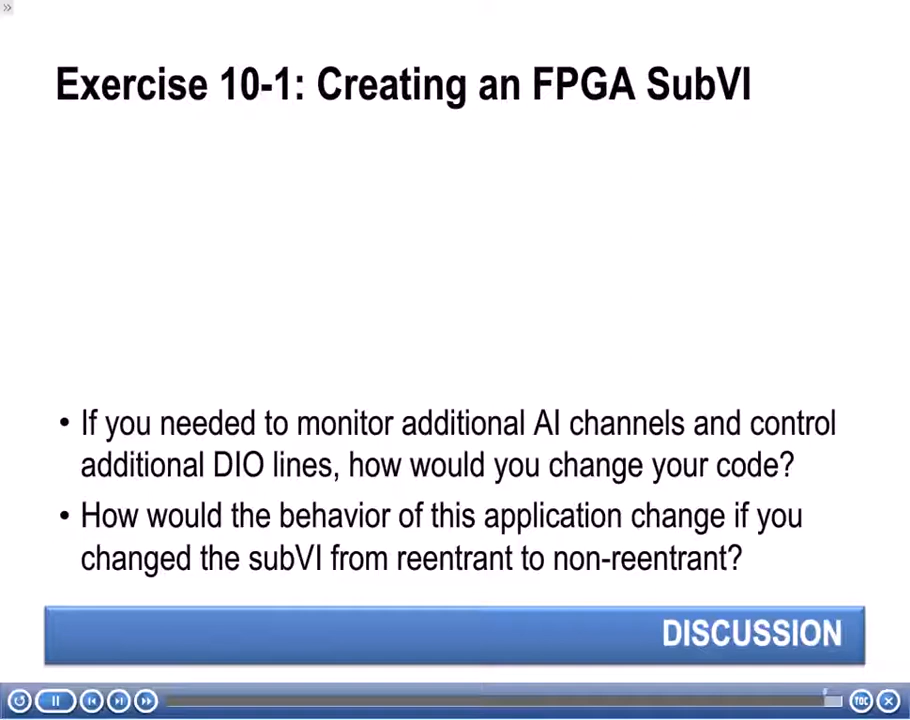 Exercise 10-1: Creating an FPGA SubVI
• If you needed to monitor additional AI channels and control
additional DIO lines, how would you change your code?
• How would the behavior of this application change if you
changed the subVI from reentrant to non-reentrant?
DISCUSSION
TOC